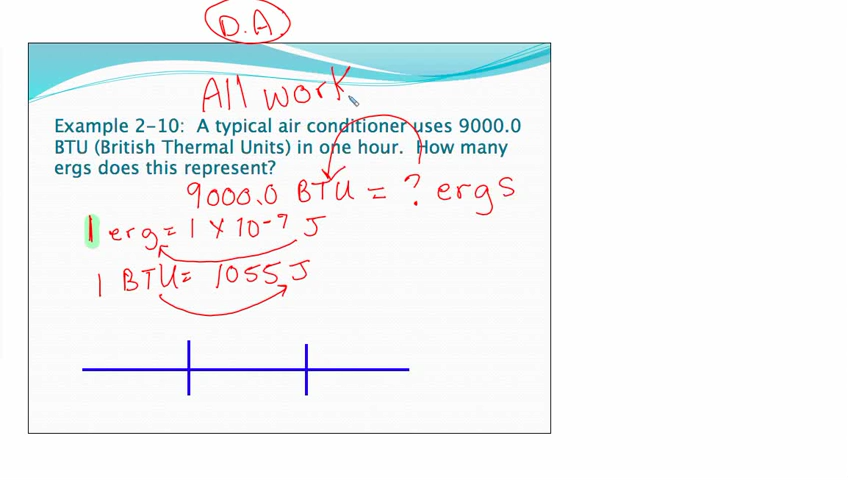 D.A.
All work
Example 2-10: A typical air conditioner uses 9000.0
BTU (British Thermal Units) in one hour. How many
ergs does this represent?
9000.0 BTU = ? ergs
1 erg = 1 X 10-7 J
1 BTU = 1055 J